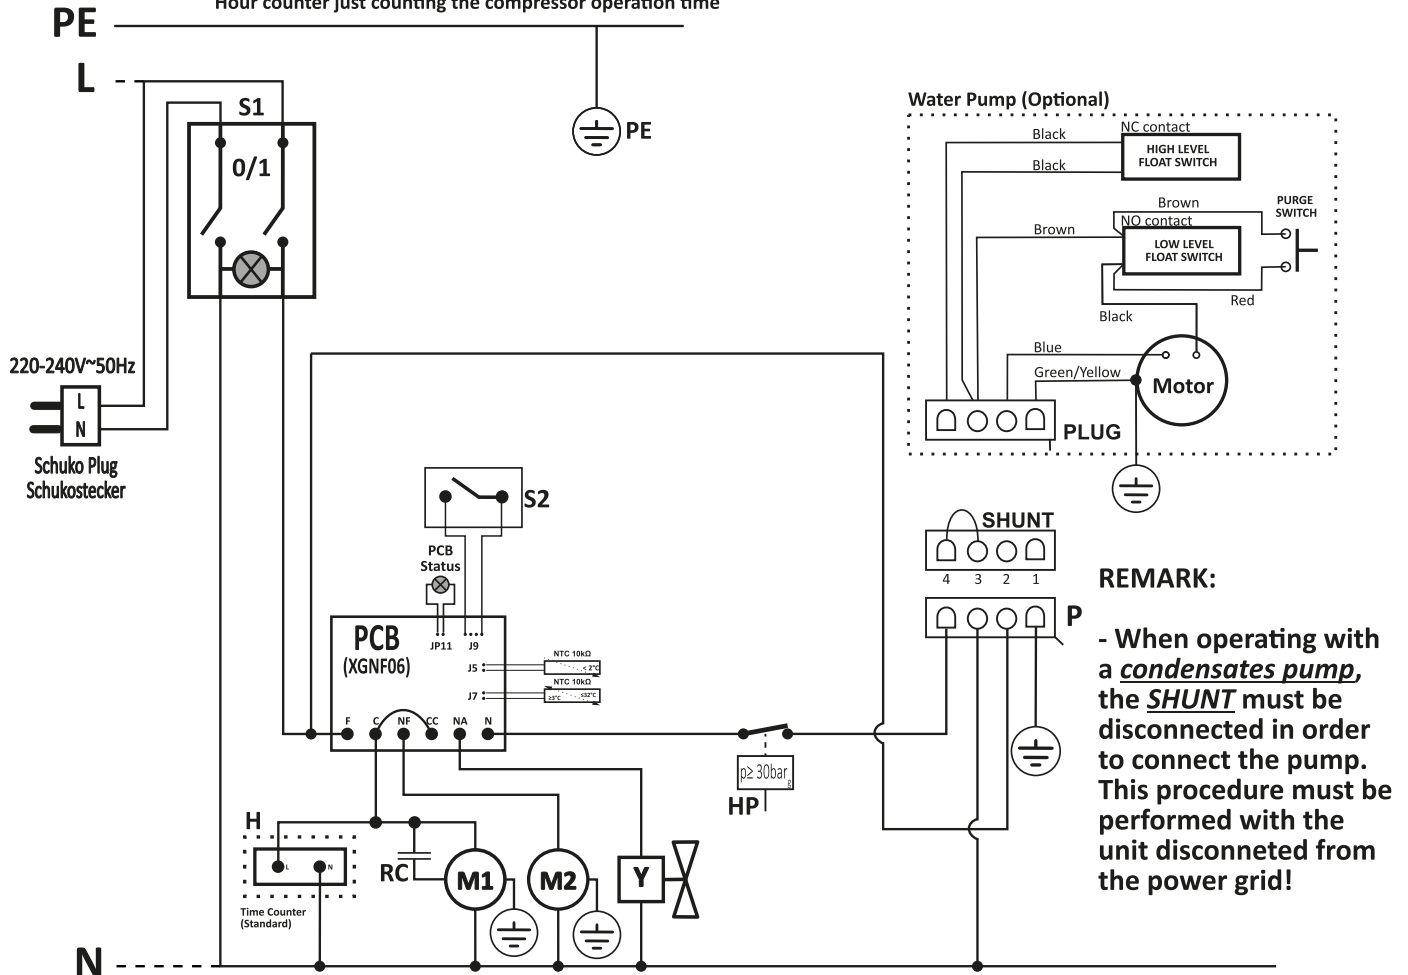 Hour counter just counting the compressor operation time
PE
L
S1
0/1
PE
Water Pump (Optional)
Black
NC contact
HIGH LEVEL
FLOAT SWITCH
Black
Brown
PURGE
SWITCH
NO contact
Brown
LOW LEVEL
FLOAT SWITCH
Red
Black
Blue
Green/Yellow
Motor
PLUG
220-240V~50Hz
L
N
Schuko Plug
Schukostecker
S2
PCB
Status
SHUNT
4 3 2 1
P
PCB
(XGNF06)
JP11 J9
J5
NTC 10kΩ
< 2°C
J7
NTC 10kΩ
≥3°C ≤32°C
F C NF CC NA N
p≥ 30bar
HP
REMARK:
- When operating with
a condensates pump,
the SHUNT must be
disconnected in order
to connect the pump.
This procedure must be
performed with the
unit disconneted from
the power grid!
H
L N
RC
M1
M2
Y
Time Counter
(Standard)
N